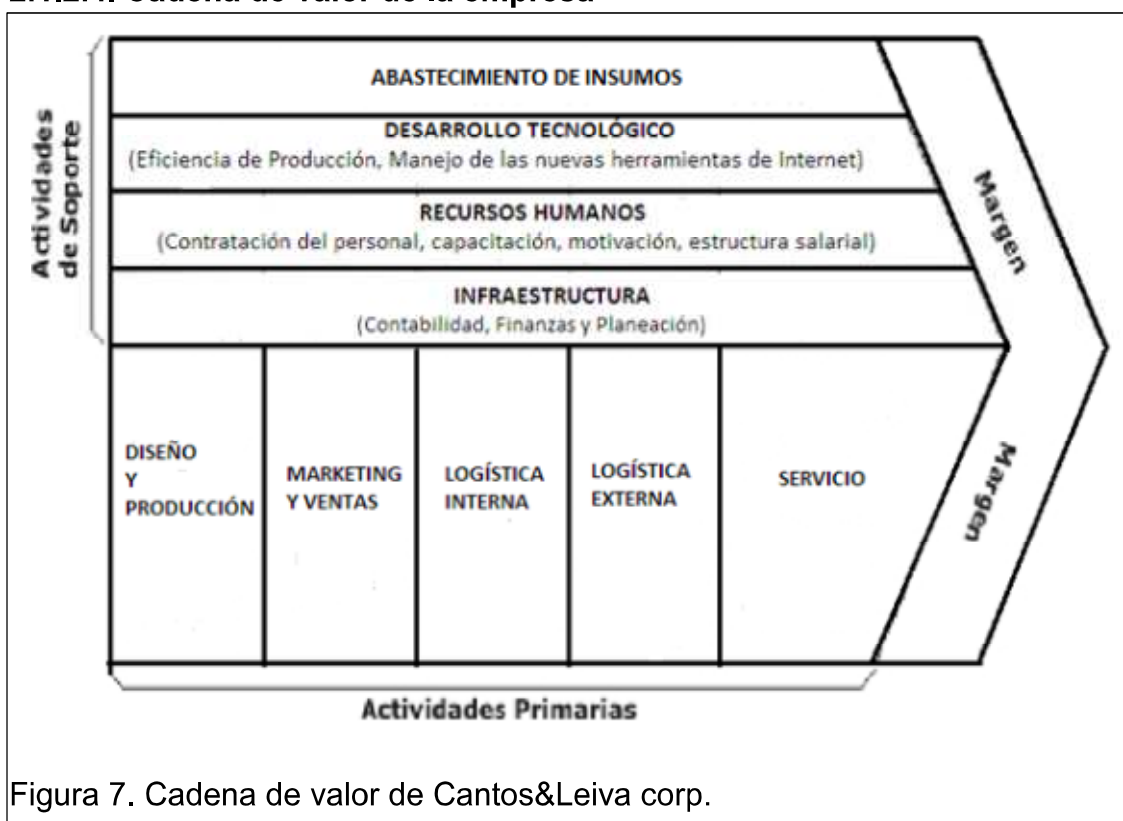 Actividades
de Soporte
ABASTECIMIENTO DE INSUMOS
DESARROLLO TECNOLÓGICO
(Eficiencia de Producción, Manejo de las nuevas herramientas de Internet)
RECURSOS HUMANOS
(Contratación del personal, capacitación, motivación, estructura salarial)
INFRAESTRUCTURA
(Contabilidad, Finanzas y Planeación)
Margen
DISEÑO
Y
PRODUCCIÓN
MARKETING
Y VENTAS
LOGÍSTICA
INTERNA
LOGÍSTICA
EXTERNA
SERVICIO
Margen
Actividades Primarias
Figura 7. Cadena de valor de Cantos&Leiva corp.